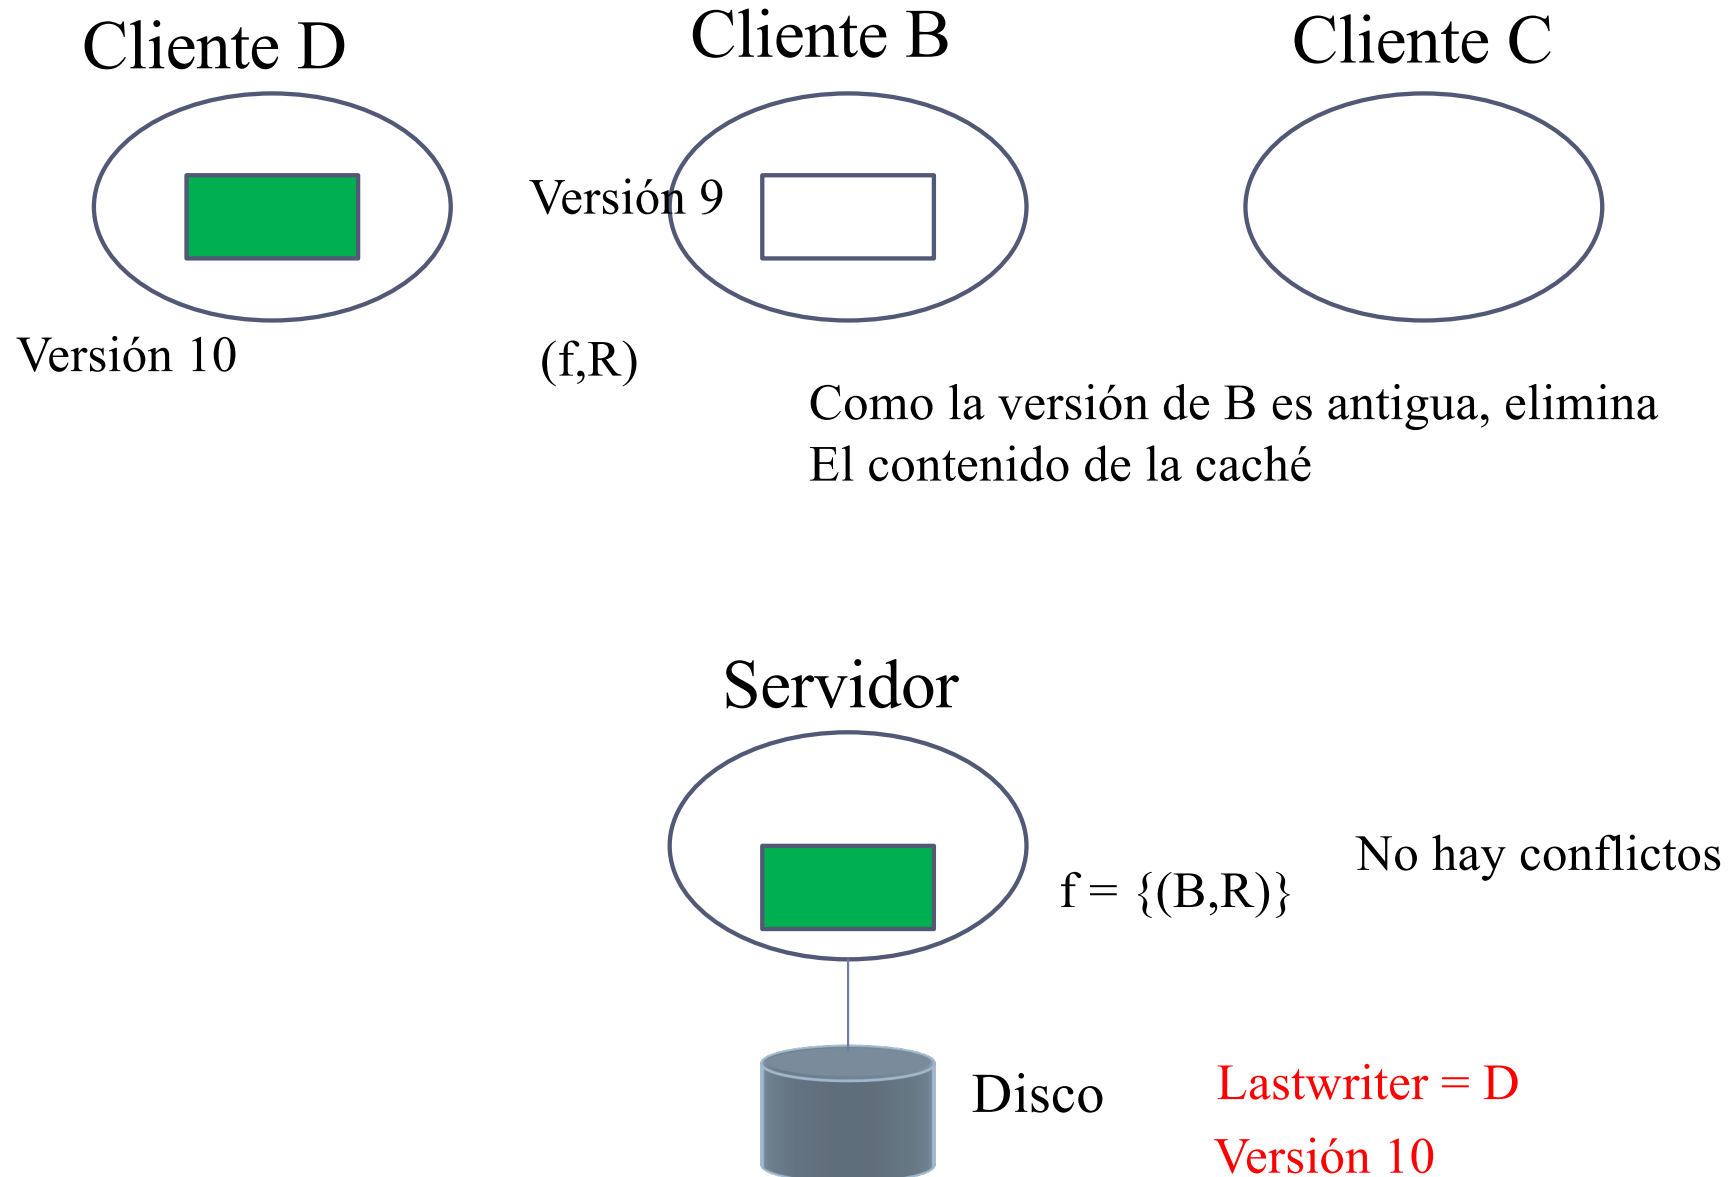 Cliente D
Cliente B
Cliente C
Versión 9
Versión 10
(f,R)
Como la versión de B es antigua, elimina
El contenido de la caché
Servidor
No hay conflictos
f = {(B,R)}
Disco
Lastwriter = D
Versión 10